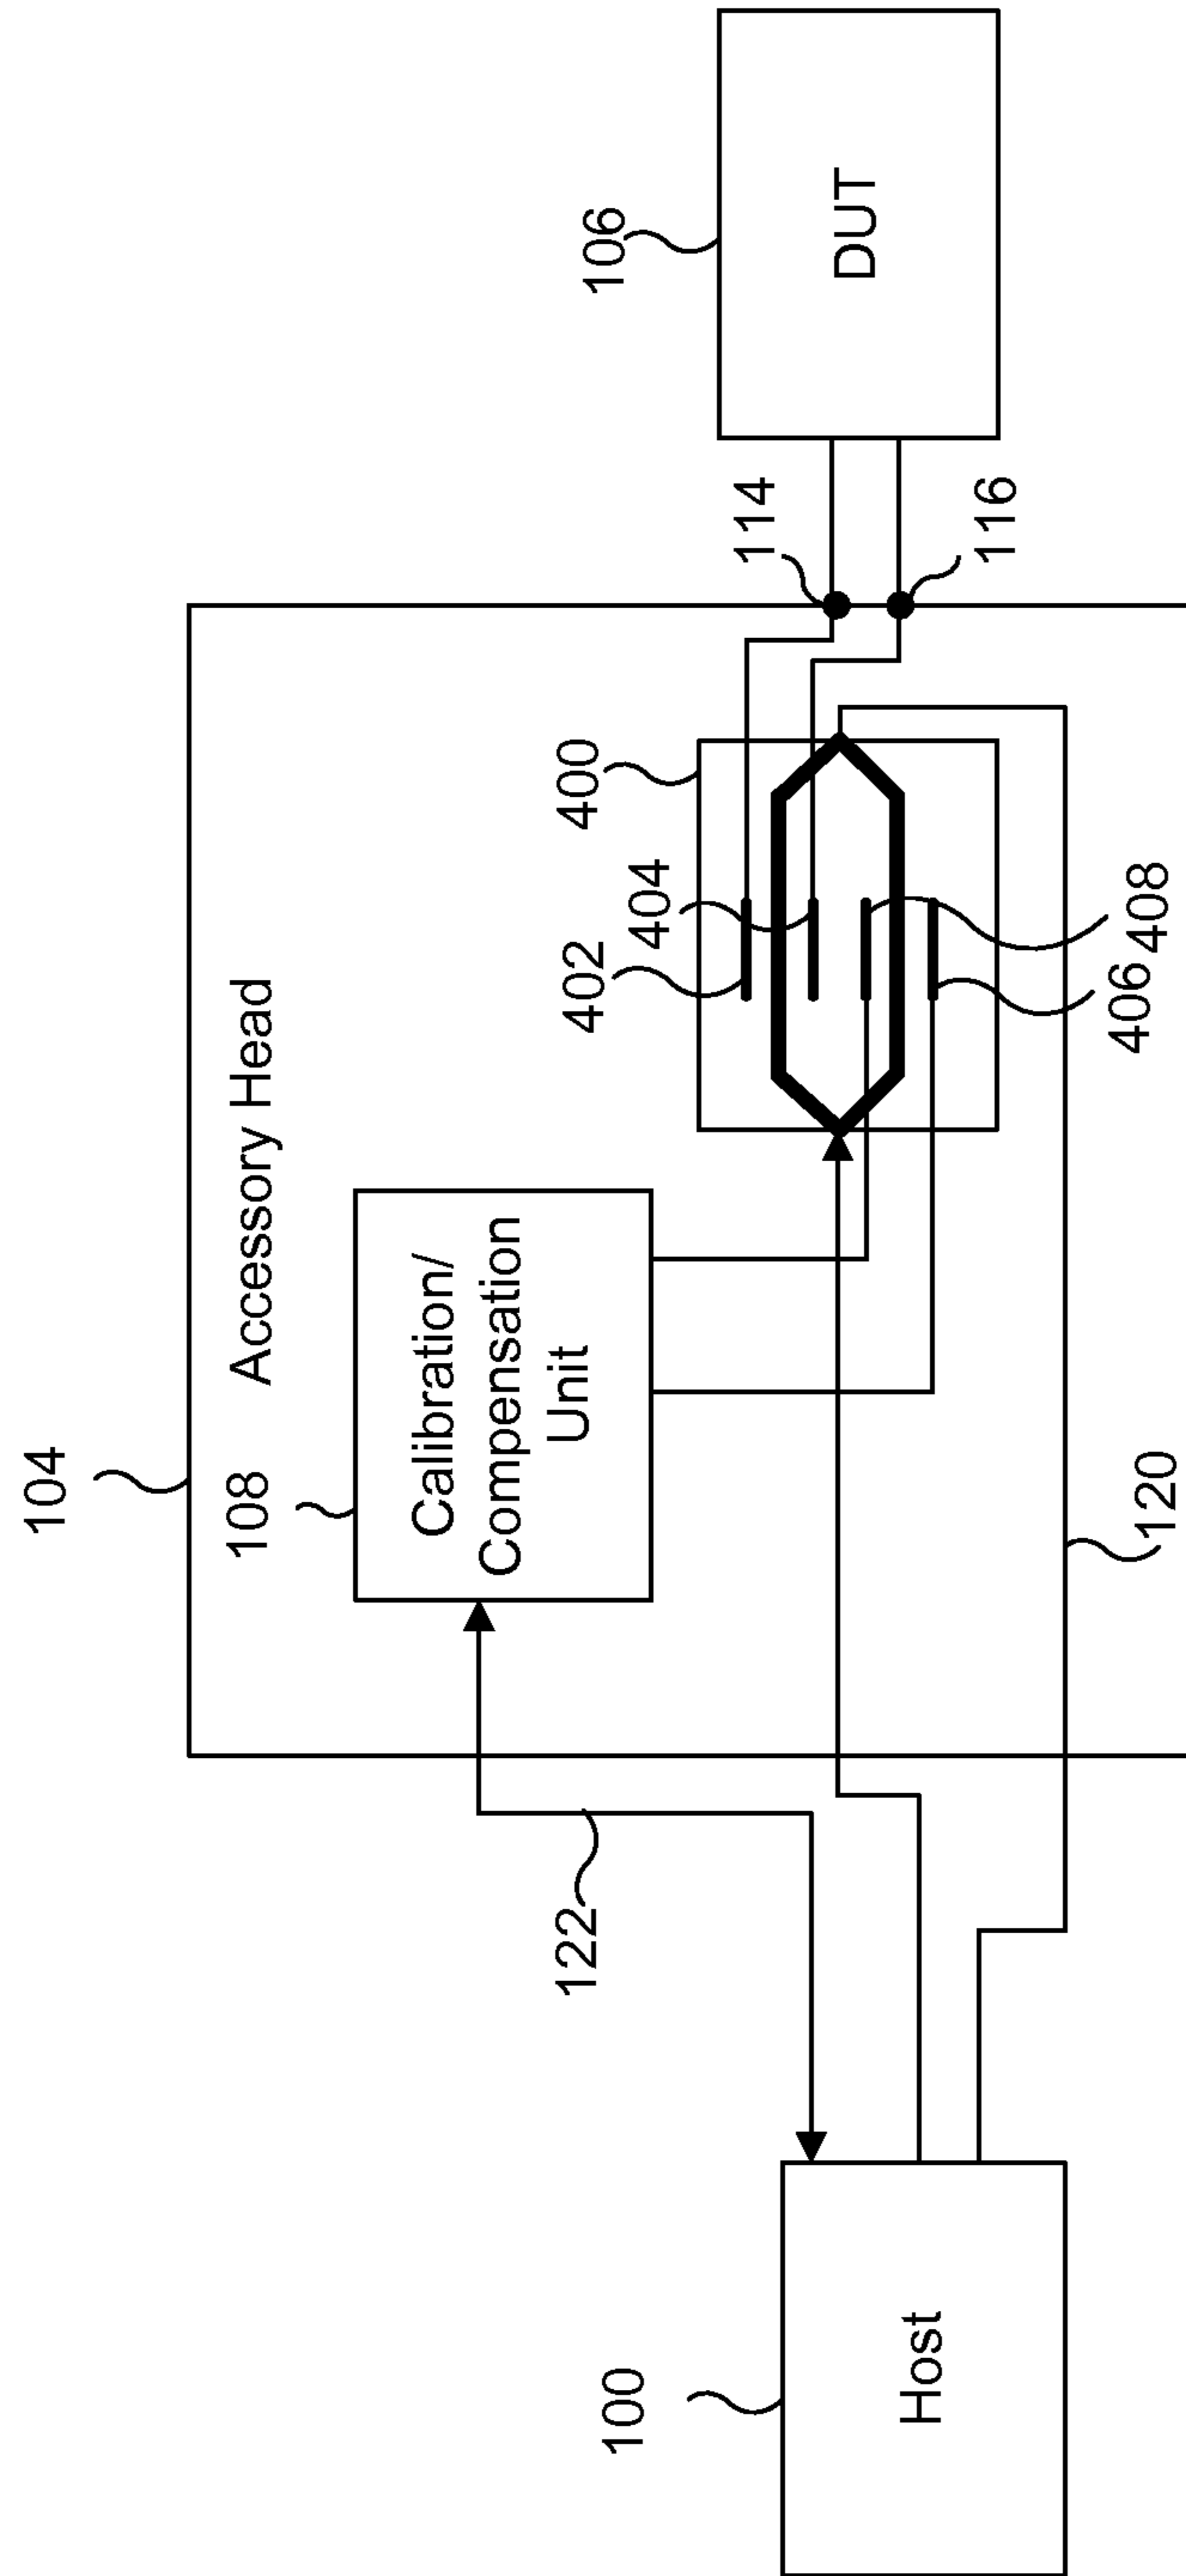 104
Accessory Head
108
Calibration/
Compensation
Unit
122
100
Host
400
402
404
406
408
114
116
106
DUT
120